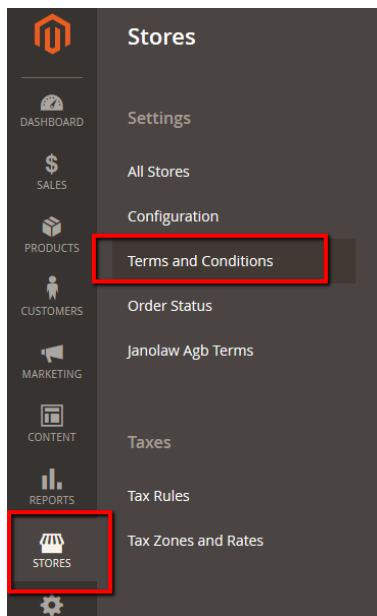 Stores
DASHBOARD
Settings
SALES
All Stores
PRODUCTS
Configuration
Terms and Conditions
CUSTOMERS
Order Status
MARKETING
Janolaw Agb Terms
CONTENT
Taxes
REPORTS
Tax Rules
STORES
Tax Zones and Rates